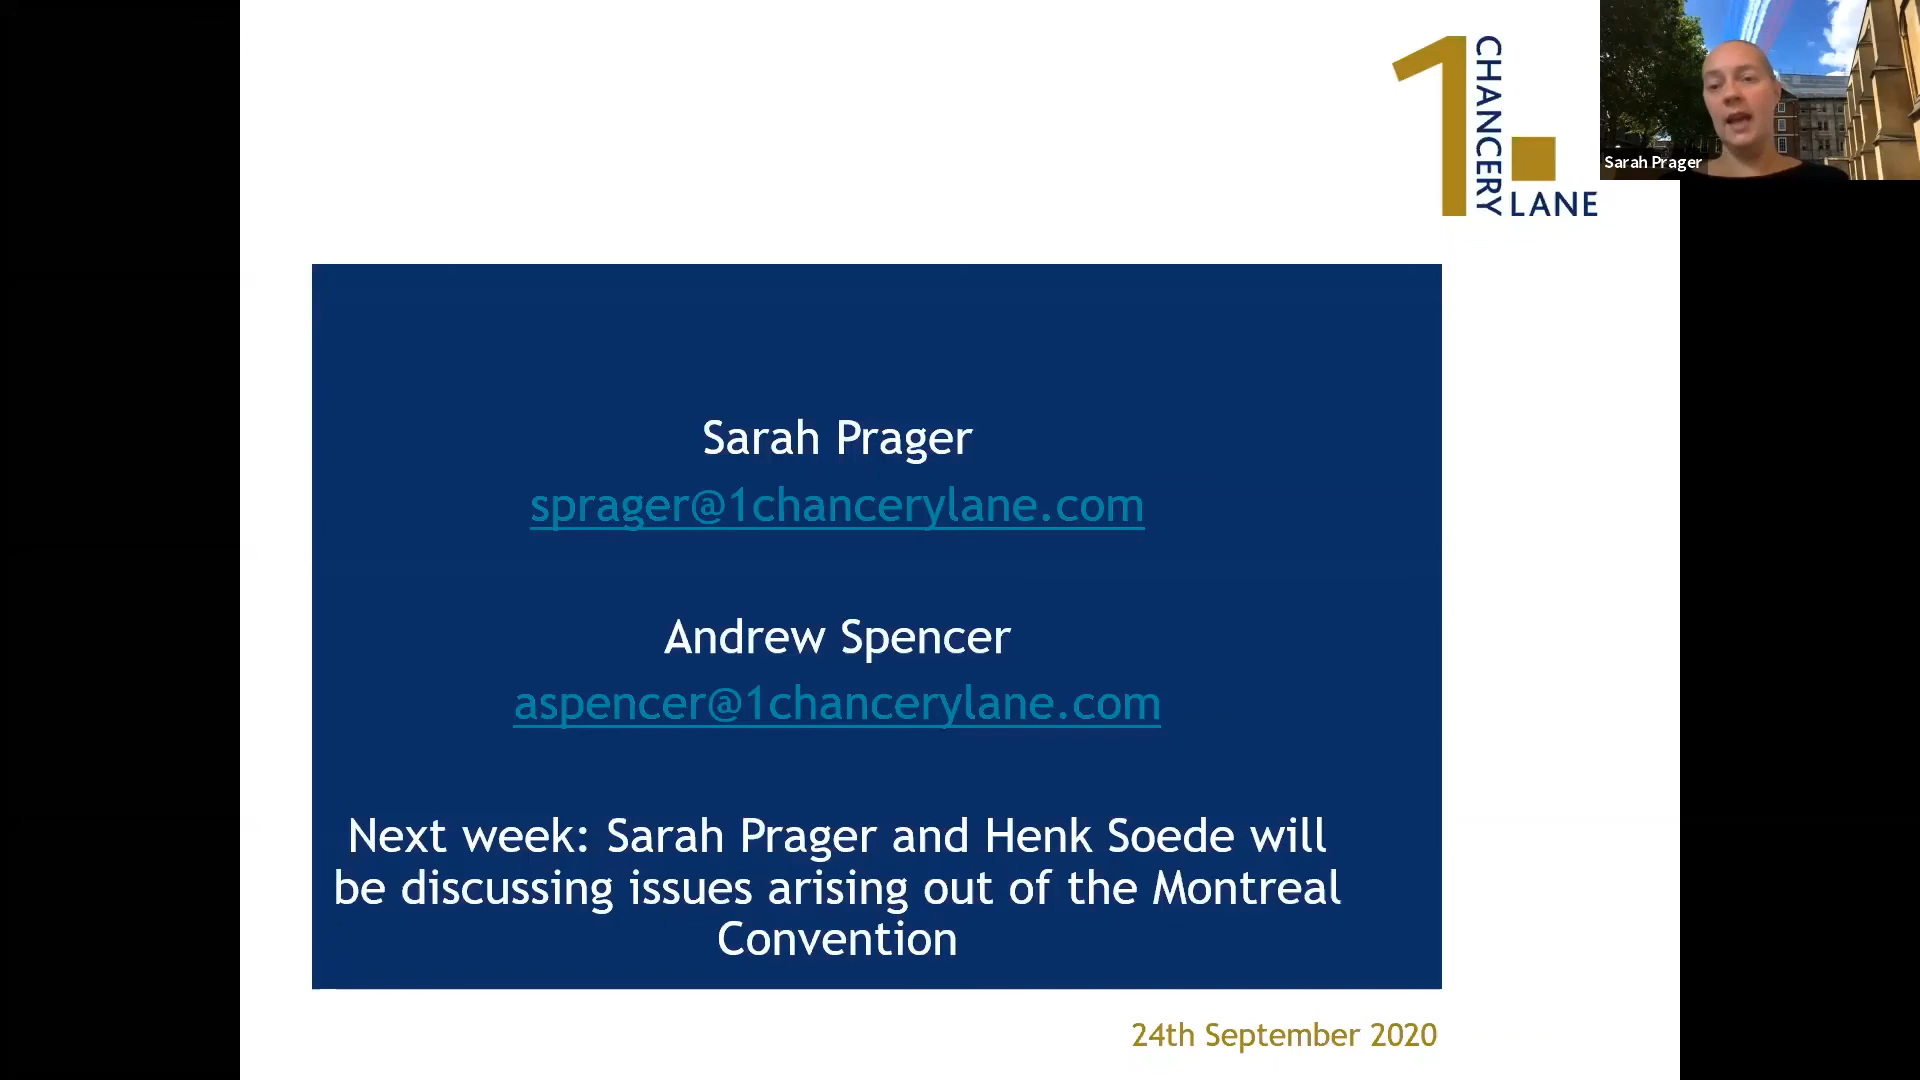 1
CHANCERY
LANE
Sarah Prager
Sarah Prager
sprager@1chancerylane.com
Andrew Spencer
aspencer@1chancerylane.com
Next week: Sarah Prager and Henk Soede will
be discussing issues arising out of the Montreal
Convention
24th September 2020